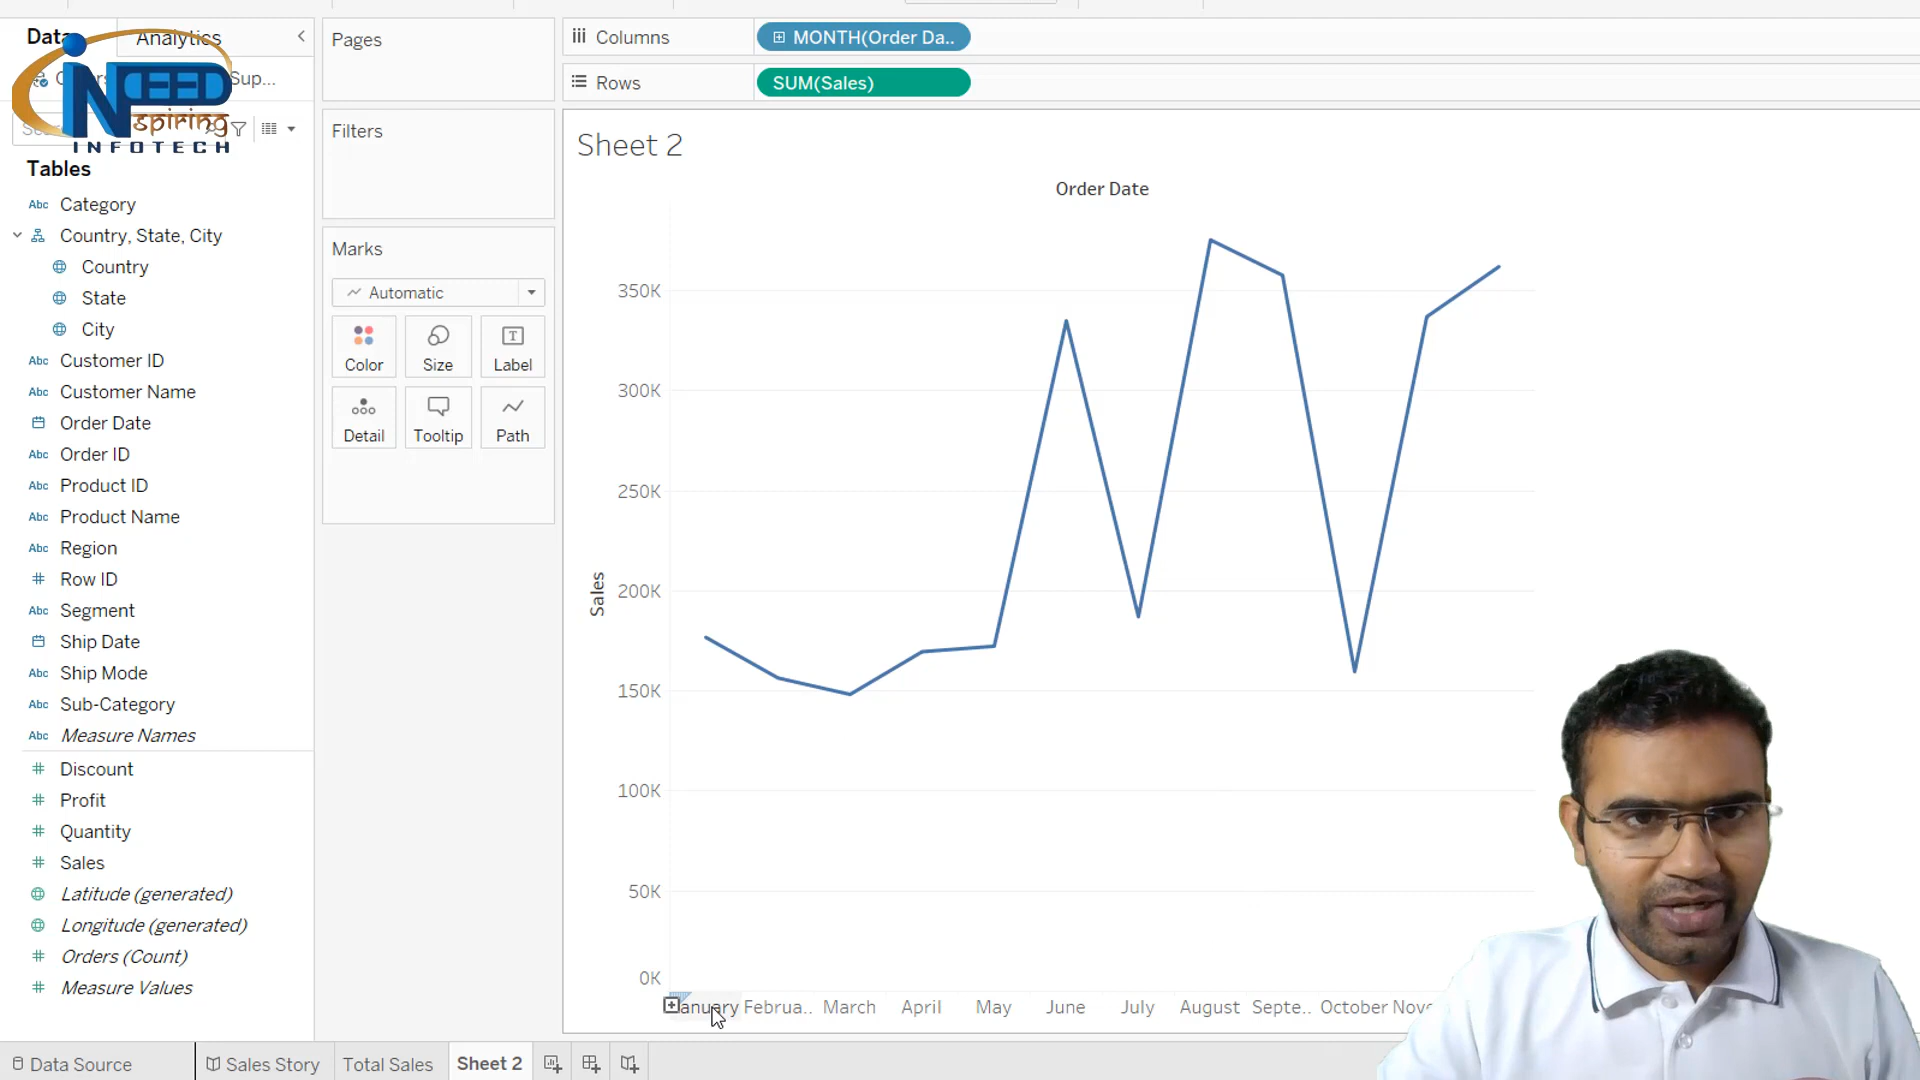 Data
Analytics
Pages
Columns
MONTH(Order Da..
Rows
SUM(Sales)
Sup...
iNEED
Inspiring
INFOTECH
Tables
Category
Country, State, City
Country
State
City
Customer ID
Customer Name
Order Date
Order ID
Product ID
Product Name
Region
Row ID
Segment
Ship Date
Ship Mode
Sub-Category
Measure Names
Discount
Profit
Quantity
Sales
Latitude (generated)
Longitude (generated)
Orders (Count)
Measure Values
Filters
Marks
Automatic
Color
Size
Label
Detail
Tooltip
Path
Sheet 2
Order Date
Sales
350K
300K
250K
200K
150K
100K
50K
0K
anuary Februa.. March April May June July August Septe.. October Nove
Data Source
Sales Story
Total Sales
Sheet 2